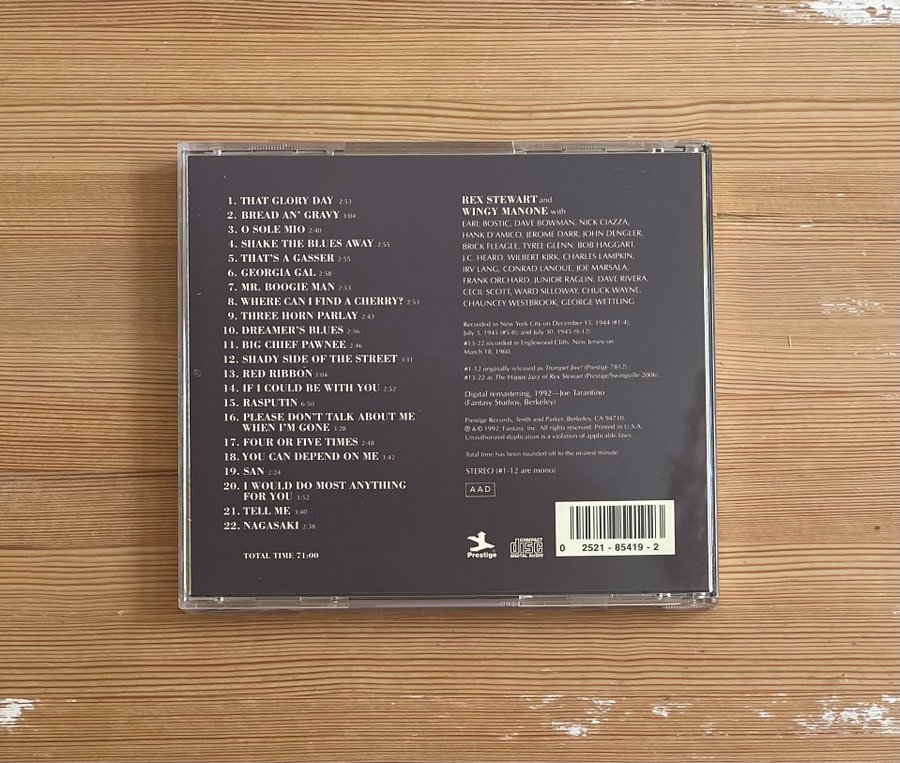 1. THAT GLORY DAY 2:53
2. BREAD AN' GRAVY 3:04
3. O SOLE MIO 2:40
4. SHAKE THE BLUES AWAY 2:55
5. THAT'S A GASSER 2:55
6. GEORGIA GAL 2:58
7. MR. BOOGIE MAN 2:53
8. WHERE CAN I FIND A CHERRY? 2:53
9. THREE HORN PARLAY 2:43
10. DREAMER'S BLUES 2:56
11. BIG CHIEF PAWNEE 2:46
12. SHADY SIDE OF THE STREET 3:11
13. RED RIBBON 3:04
14. IF I COULD BE WITH YOU 2:52
15. RASPUTIN 6:50
16. PLEASE DON'T TALK ABOUT ME
WHEN I'M GONE 3:28
17. FOUR OR FIVE TIMES 2:48
18. YOU CAN DEPEND ON ME 3:42
19. SAN 2:24
20. I WOULD DO MOST ANYTHING
FOR YOU 3:52
21. TELL ME 3:40
22. NAGASAKI 2:38
TOTAL TIME 71:00
REX STEWART and
WINGY MANONE with
EARL BOSTIC, DAVE BOWMAN, NICK CIAZZA,
HANK D'AMICO, JEROME DARR, JOHN DENGLER,
BRICK FLEAGLE, TYREE GLENN, BOB HAGGART,
J.C. HEARD, WILBERT KIRK, CHARLES LAMPKIN,
IRV LANG, CONRAD LANOUE, JOE MARSALA,
FRANK ORCHARD, JUNIOR RAGLIN, DAVE RIVERA,
CECIL SCOTT, WARD SILLOWAY, CHUCK WAYNE,
CHAUNCEY WESTBROOK, GEORGE WETTLING
Recorded in New York City on December 15, 1944 (#1-4),
July 3, 1945 (#5-8); and July 30, 1945 (9-12).
#13-22 recorded in Englewood Cliffs, New Jersey on
March 18, 1960.
#1-12 originally released as Trumpet Jive! (Prestige 7812);
#13-22 as The Happy Jazz of Rex Stewart (Prestige/Swingville 2006).
Digital remastering, 1992—Joe Tarantino
(Fantasy Studios, Berkeley)
Prestige Records, Tenth and Parker, Berkeley, CA 94710.
℗ & © 1992, Fantasy, Inc. All rights reserved. Printed in U.S.A.
Unauthorized duplication is a violation of applicable laws.
Total time has been rounded off to the nearest minute.
STEREO (#1-12 are mono)
AAD
Prestige
COMPACT
disc
DIGITAL AUDIO
0 2521-85419-2